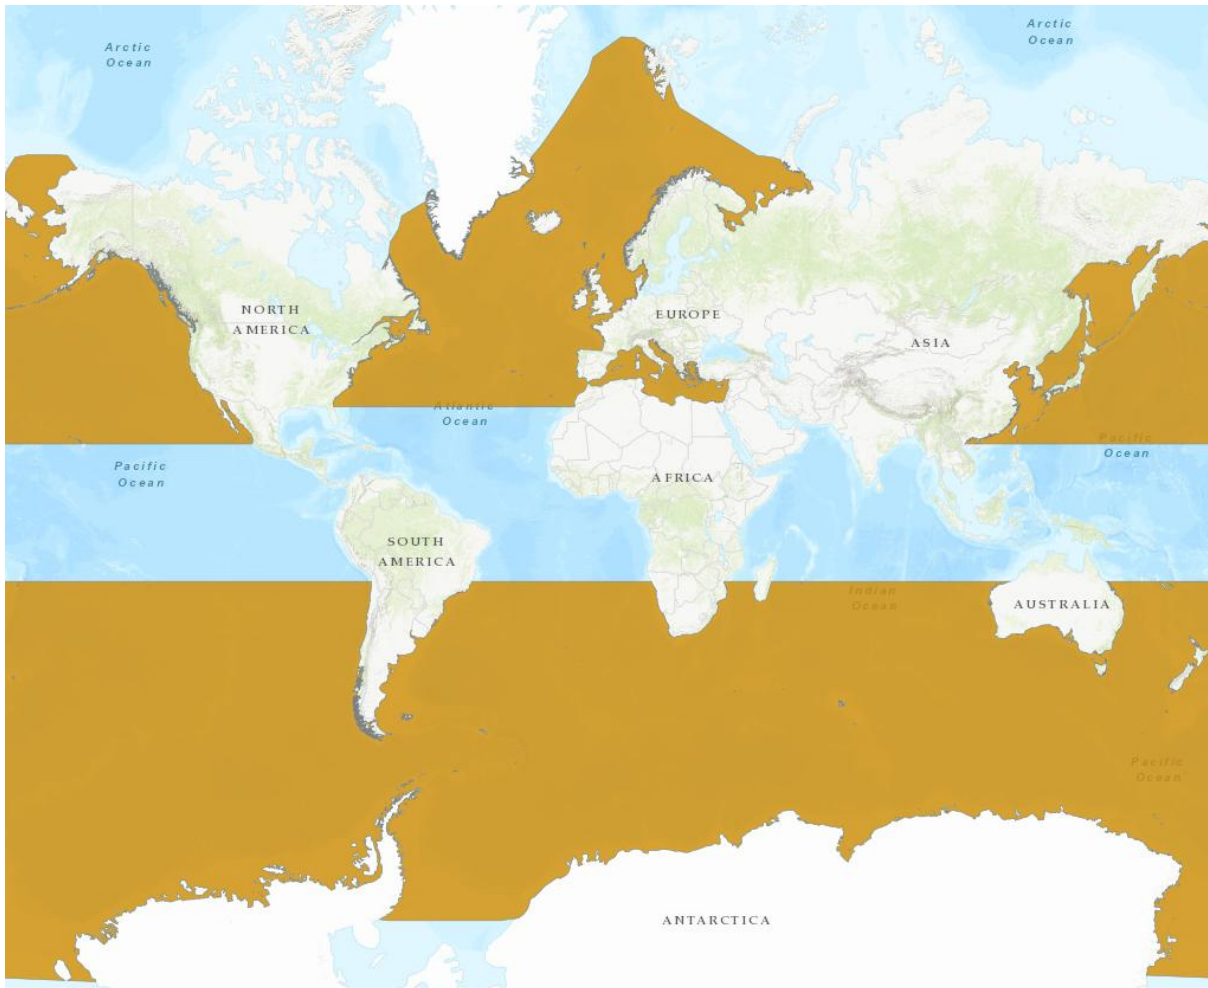 Arctic
Ocean
Arctic
Ocean
NORTH
AMERICA
EUROPE
ASIA
Atlantic
Ocean
Pacific
Ocean
Pacific
Ocean
AFRICA
SOUTH
AMERICA
Indian
Ocean
AUSTRALIA
Pacific
Ocean
ANTARCTICA